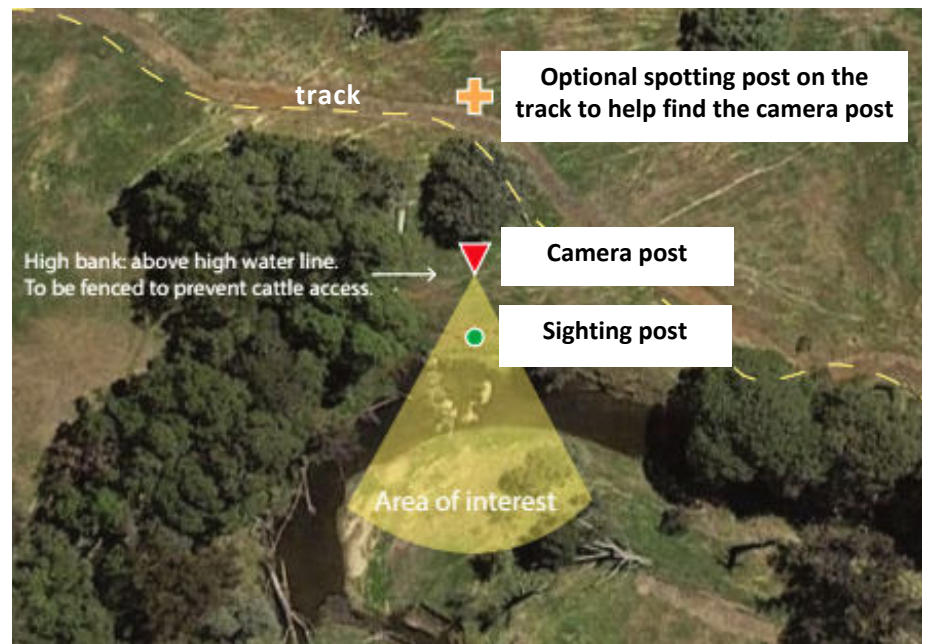 track
Optional spotting post on the
track to help find the camera post
High bank: above high water line.
To be fenced to prevent cattle access.
Camera post
Sighting post
Area of interest